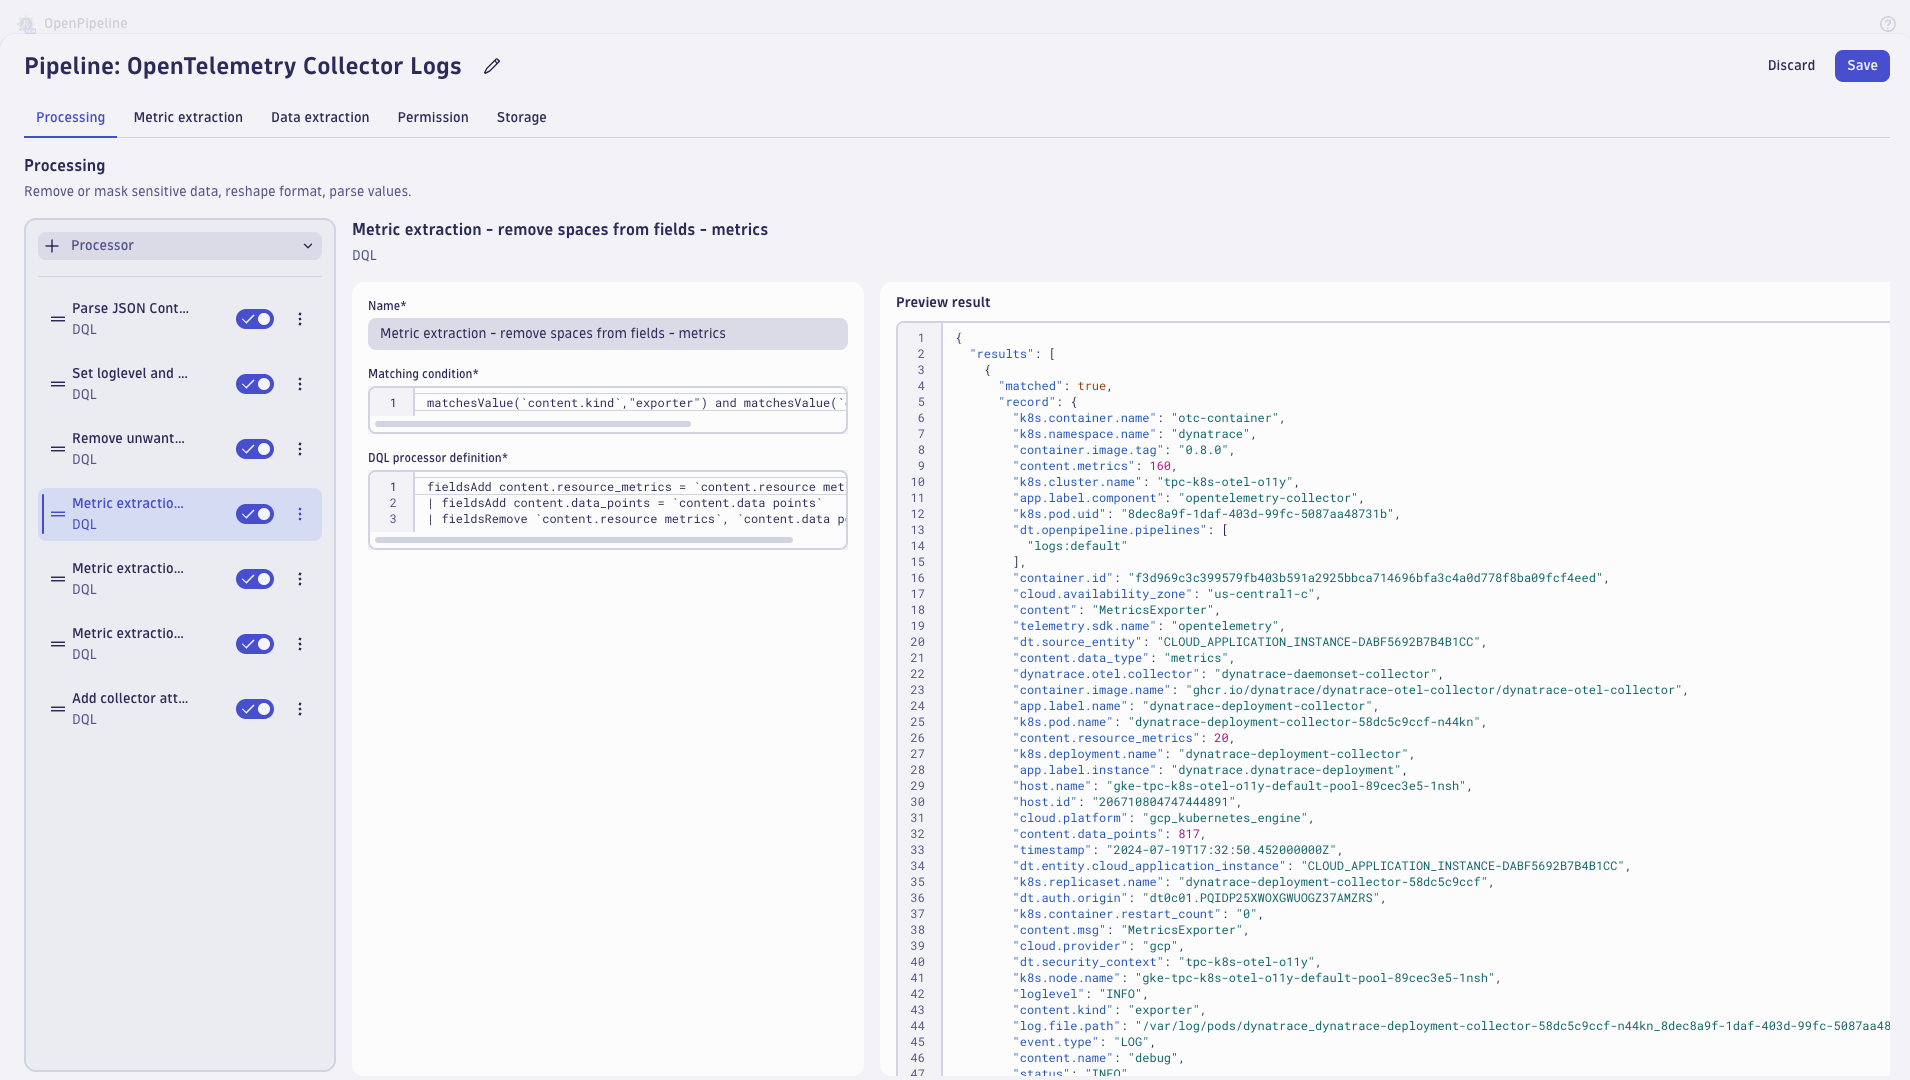 OpenPipeline
Pipeline: OpenTelemetry Collector Logs
Discard
Save
Processing
Metric extraction
Data extraction
Permission
Storage
Processing
Remove or mask sensitive data, reshape format, parse values.
Processor
Parse JSON Cont...
DQL
Set loglevel and ...
DQL
Remove unwant...
DQL
Metric extractio...
DQL
Metric extractio...
DQL
Metric extractio...
DQL
Add collector att...
DQL
Metric extraction - remove spaces from fields - metrics
DQL
Name*
Metric extraction - remove spaces from fields - metrics
Matching condition*
1 matchesValue(`content.kind`,"exporter") and matchesValue(`
DQL processor definition*
1 fieldsAdd content.resource_metrics = `content.resource met
2 | fieldsAdd content.data_points = `content.data points`
3 | fieldsRemove `content.resource metrics`, `content.data p
Preview result
1 {
2 "results": [
3 {
4 "matched": true,
5 "record": {
6 "k8s.container.name": "otc-container",
7 "k8s.namespace.name": "dynatrace",
8 "container.image.tag": "0.8.0",
9 "content.metrics": 160,
10 "k8s.cluster.name": "tpc-k8s-otel-o11y",
11 "app.label.component": "opentelemetry-collector",
12 "k8s.pod.uid": "8dec8a9f-1daf-403d-99fc-5087aa48731b",
13 "dt.openpipeline.pipelines": [
14 "logs:default"
15 ],
16 "container.id": "f3d969c3c399579fb403b591a2925bbca714696bfa3c4a0d778f8ba09fcf4eed",
17 "cloud.availability_zone": "us-central1-c",
18 "content": "MetricsExporter",
19 "telemetry.sdk.name": "opentelemetry",
20 "dt.source_entity": "CLOUD_APPLICATION_INSTANCE-DABF5692B7B4B1CC",
21 "content.data_type": "metrics",
22 "dynatrace.otel.collector": "dynatrace-daemonset-collector",
23 "container.image.name": "ghcr.io/dynatrace/dynatrace-otel-collector/dynatrace-otel-collector",
24 "app.label.name": "dynatrace-deployment-collector",
25 "k8s.pod.name": "dynatrace-deployment-collector-58dc5c9ccf-n44kn",
26 "content.resource_metrics": 20,
27 "k8s.deployment.name": "dynatrace-deployment-collector",
28 "app.label.instance": "dynatrace.dynatrace-deployment",
29 "host.name": "gke-tpc-k8s-otel-o11y-default-pool-89cec3e5-1nsh",
30 "host.id": "206710804747444891",
31 "cloud.platform": "gcp_kubernetes_engine",
32 "content.data_points": 817,
33 "timestamp": "2024-07-19T17:32:50.452000000Z",
34 "dt.entity.cloud_application_instance": "CLOUD_APPLICATION_INSTANCE-DABF5692B7B4B1CC",
35 "k8s.replicaset.name": "dynatrace-deployment-collector-58dc5c9ccf",
36 "dt.auth.origin": "dt0c01.PQIDP25XWOXGWUOGZ37AMZRS",
37 "k8s.container.restart_count": "0",
38 "content.msg": "MetricsExporter",
39 "cloud.provider": "gcp",
40 "dt.security_context": "tpc-k8s-otel-o11y",
41 "k8s.node.name": "gke-tpc-k8s-otel-o11y-default-pool-89cec3e5-1nsh",
42 "loglevel": "INFO",
43 "content.kind": "exporter",
44 "log.file.path": "/var/log/pods/dynatrace_dynatrace-deployment-collector-58dc5c9ccf-n44kn_8dec8a9f-1daf-403d-99fc-5087aa48
45 "event.type": "LOG",
46 "content.name": "debug",
47 "status": "INFO",